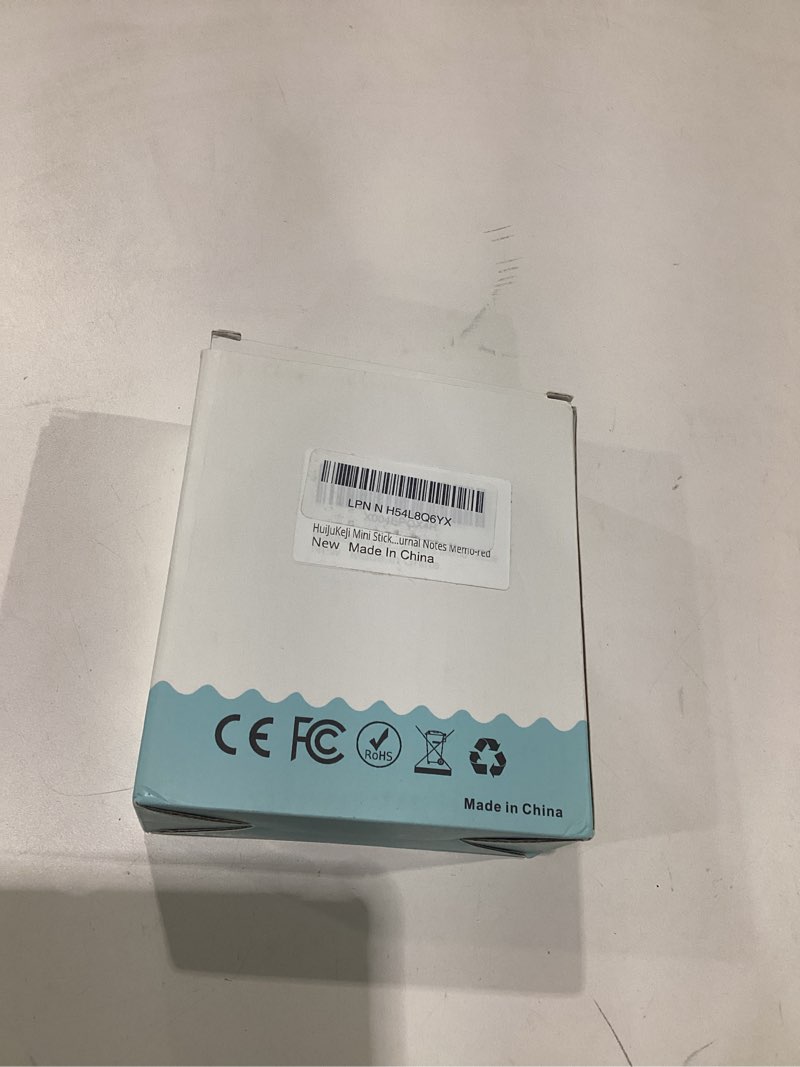 LPN N H54L8Q6YX
HuiJuKeJi Mini Stick...urnal Notes Memo-red
New Made In China
CE FC RoHS
Made in China